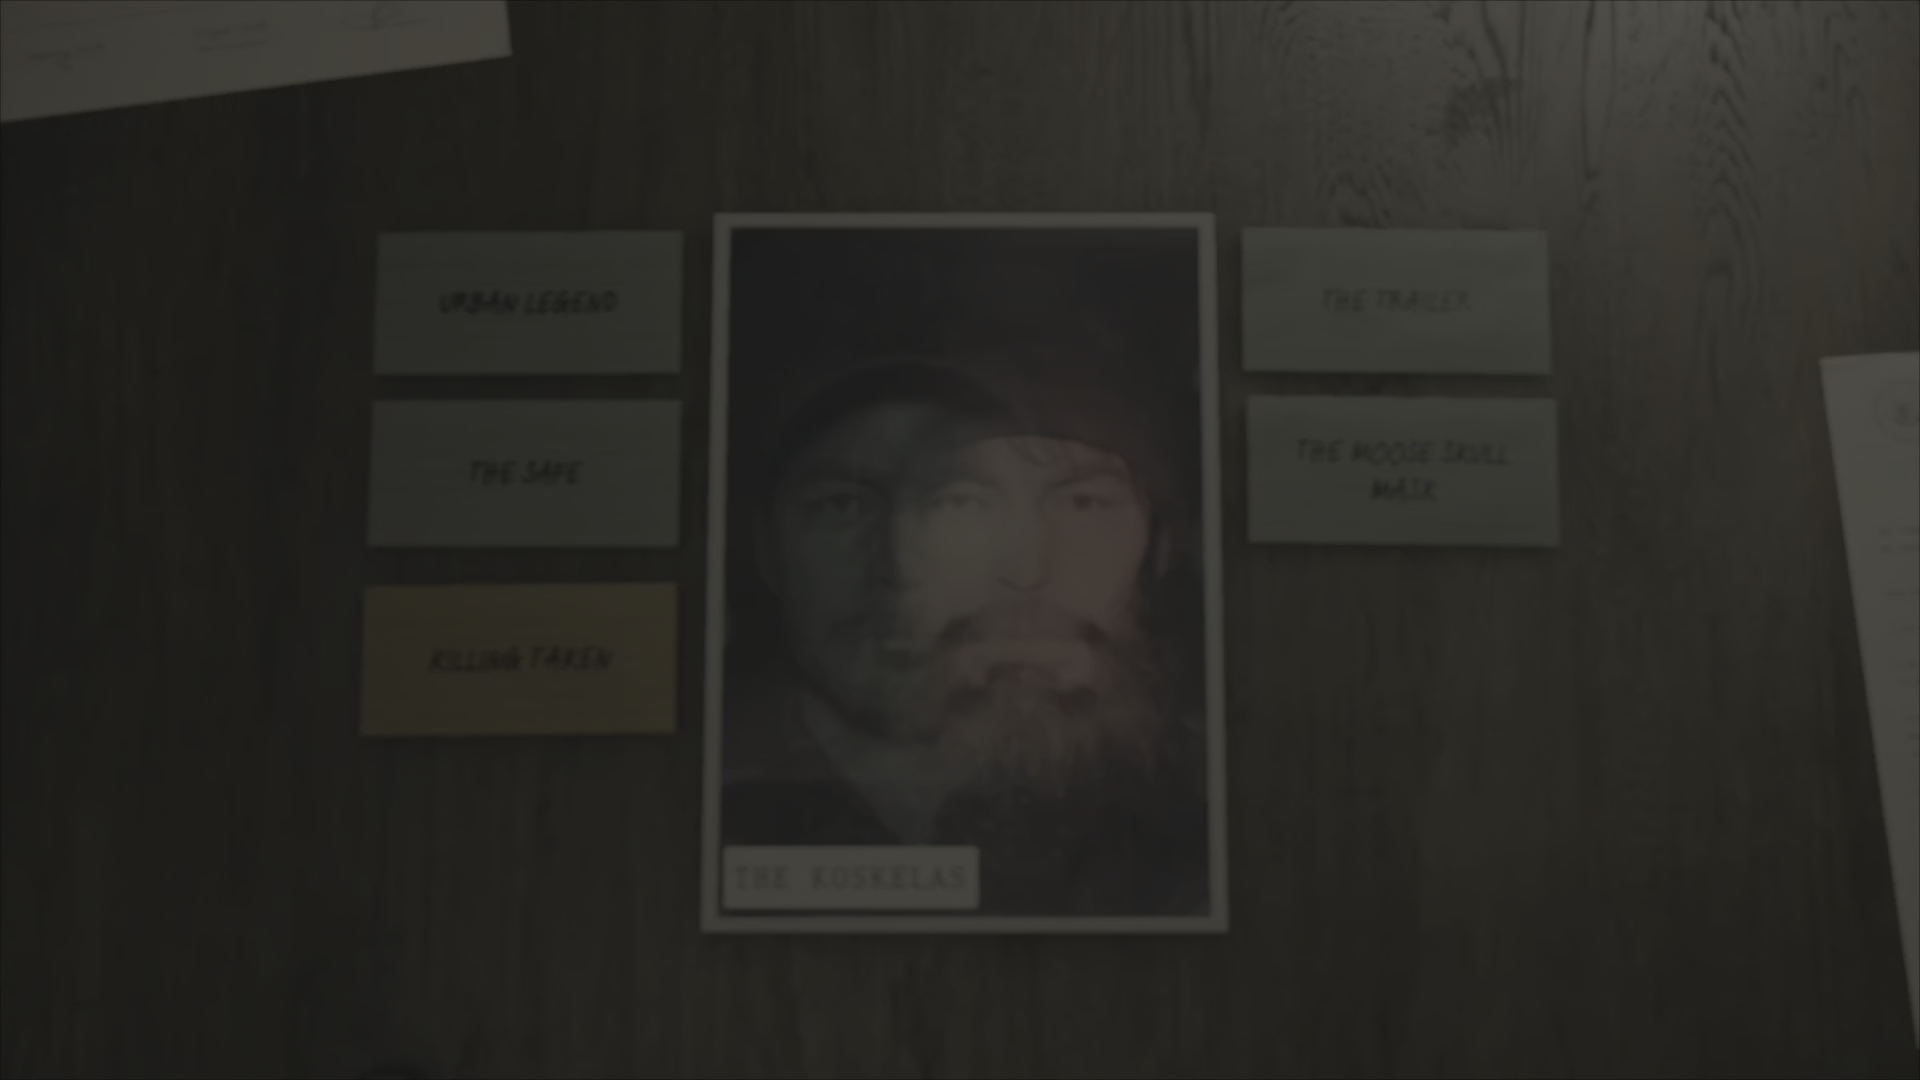 URBAN LEGEND
THE SAFE
KILLING TAKEN
THE TRAILER
THE MOOSE SKULL
MASK
THE KOSKELAS